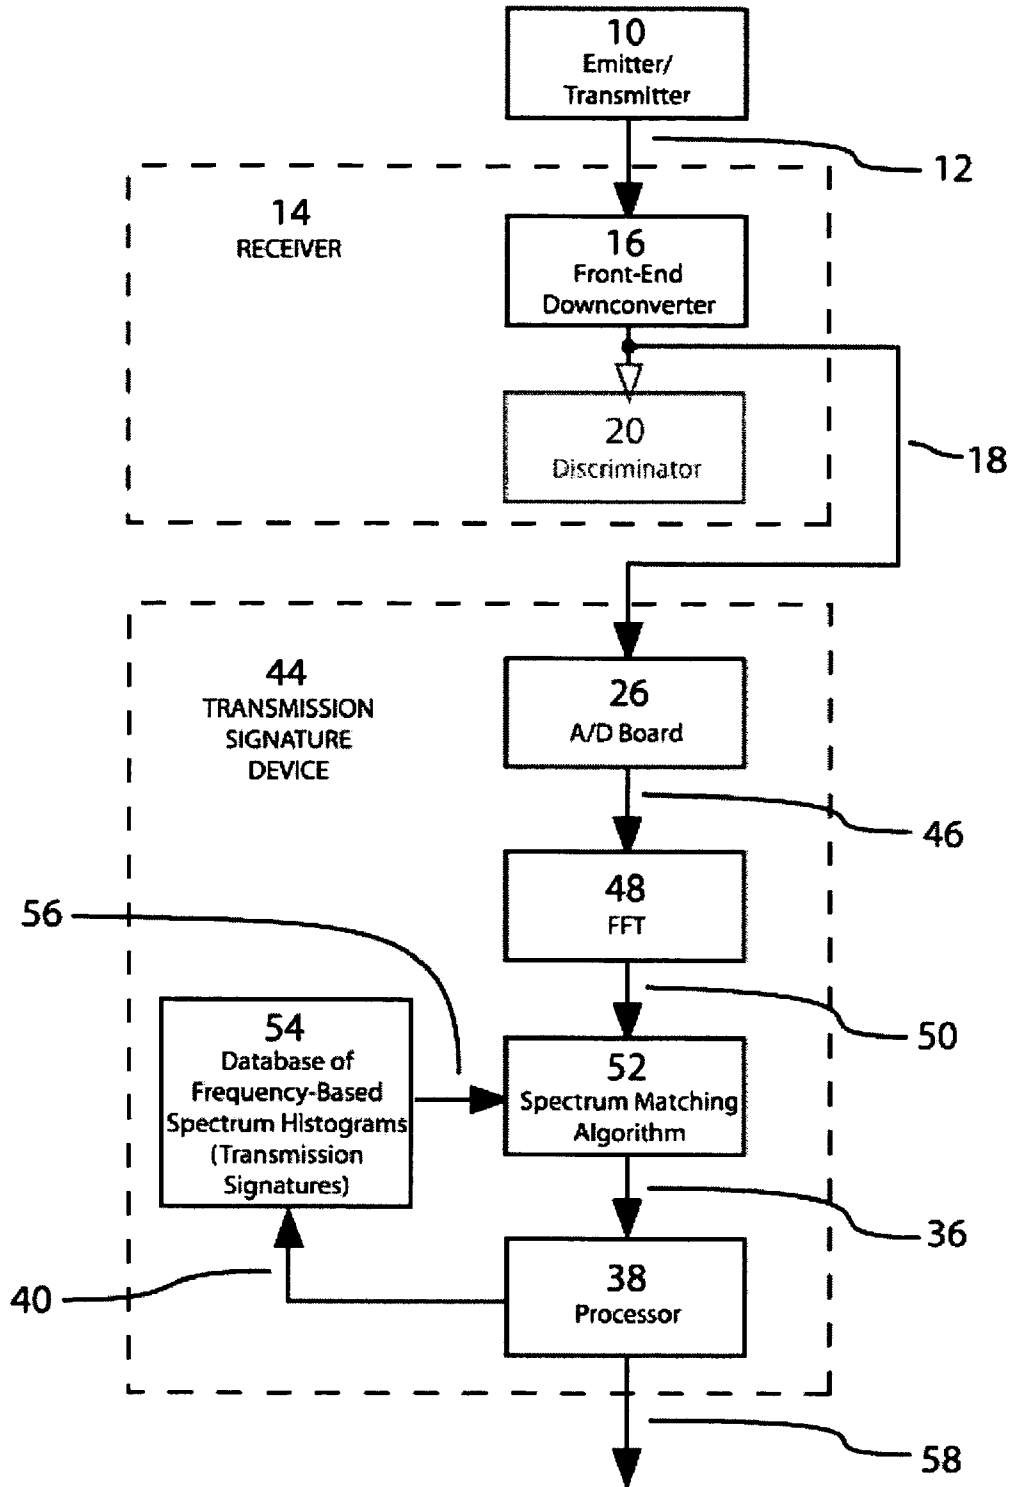 10
Emitter/
Transmitter
12
14
RECEIVER
16
Front-End
Downconverter
20
Discriminator
18
44
TRANSMISSION
SIGNATURE
DEVICE
26
A/D Board
46
48
FFT
56
50
54
Database of
Frequency-Based
Spectrum Histograms
(Transmission
Signatures)
52
Spectrum Matching
Algorithm
36
38
Processor
40
58